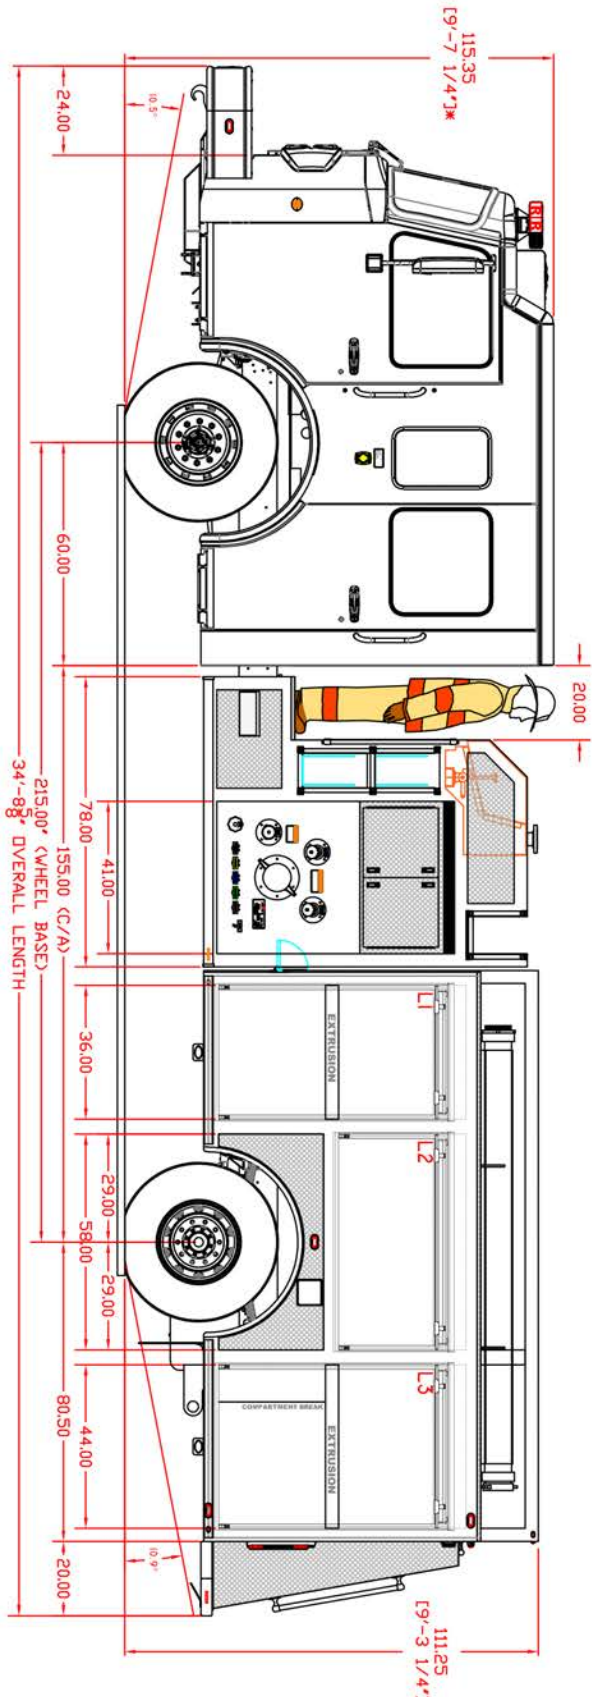 115.35
[9'-7 1/4"]*
24.00
10.5°
60.00
20.00
78.00
41.00
155.00 (C/A)
215.00" (WHEEL BASE)
34'-8 5/8" OVERALL LENGTH
L1
EXTRUSION
36.00
L2
29.00
58.00
29.00
L3
COMPARTMENT BREAK
EXTRUSION
44.00
80.50
10.9°
20.00
111.25
[9'-3 1/4"